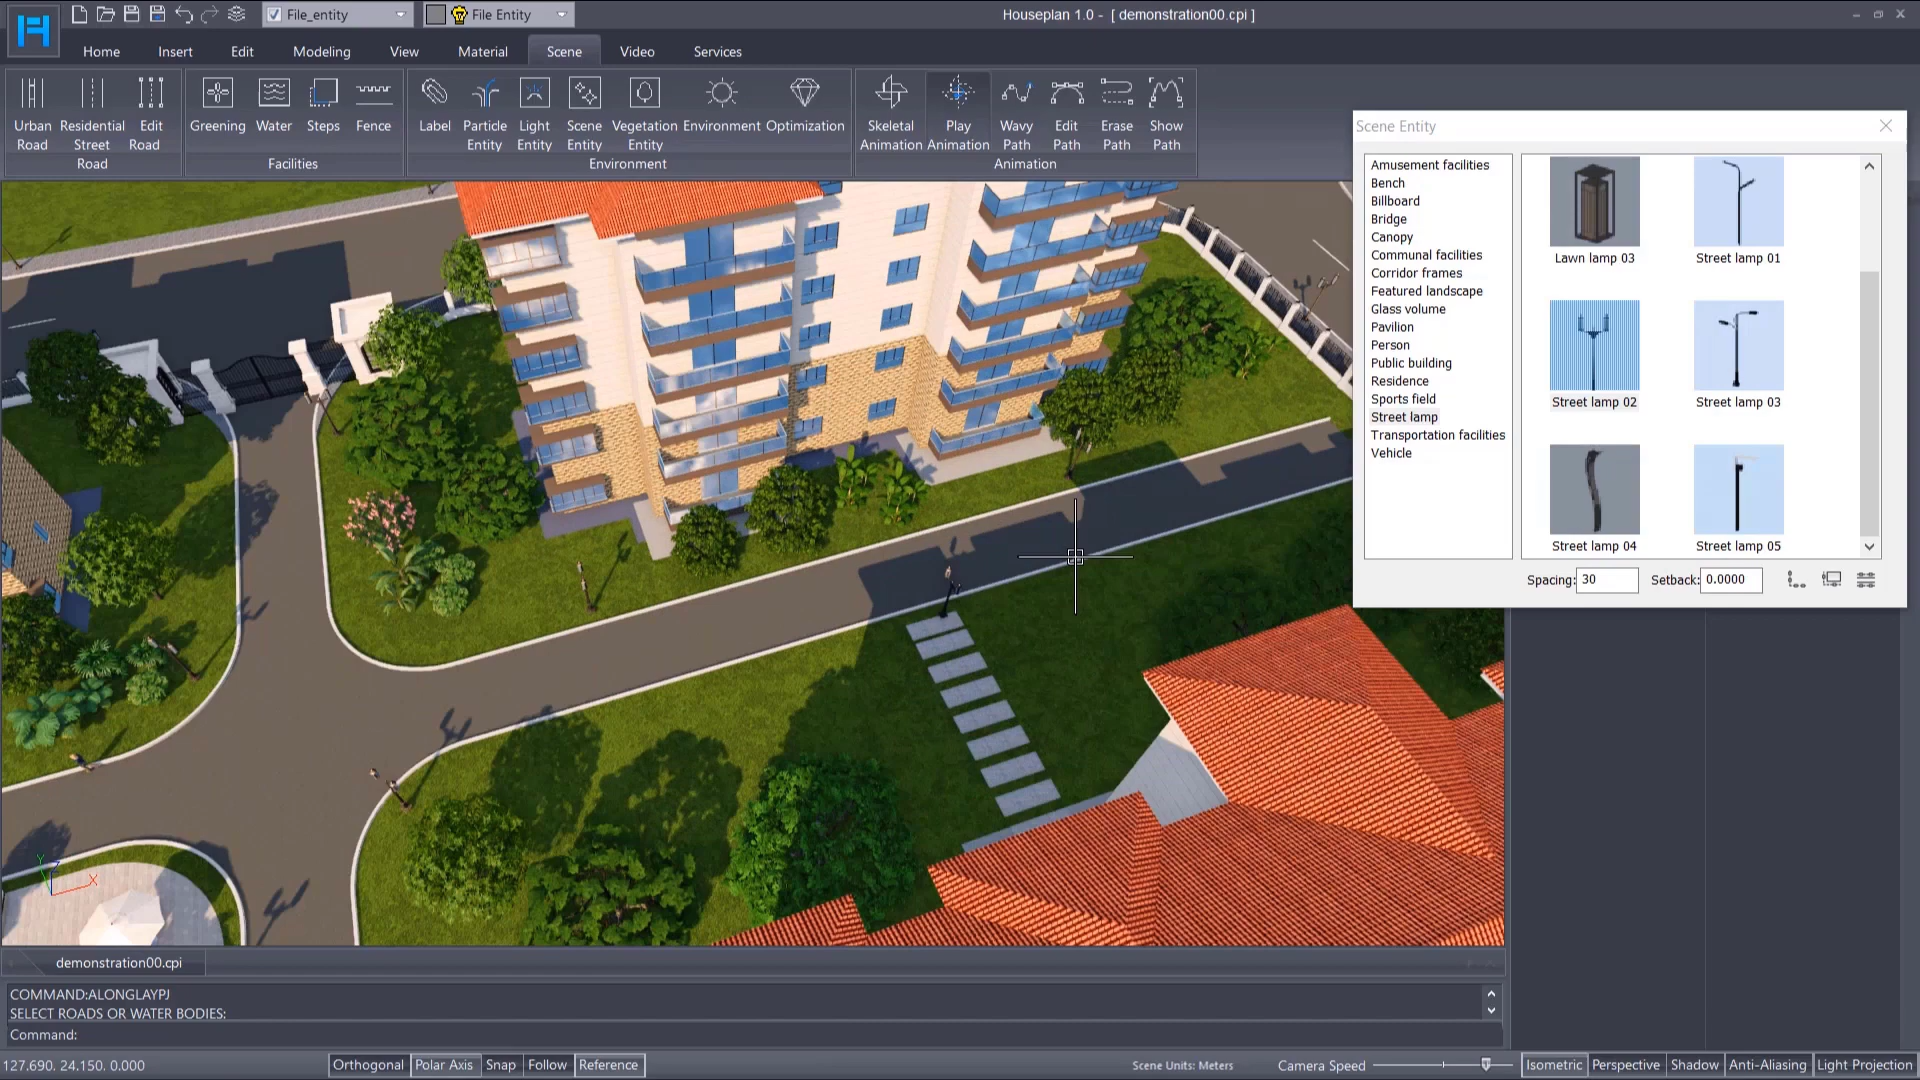 File_entity
File Entity
Houseplan 1.0 - [ demonstration00.cpi ]
Home
Insert
Edit
Modeling
View
Material
Scene
Video
Services
Urban Road
Residential Street
Edit Road
Road
Greening
Water
Steps
Fence
Facilities
Label
Particle Entity
Light Entity
Scene Entity
Vegetation Entity
Environment
Optimization
Environment
Skeletal Animation
Play Animation
Wavy Path
Edit Path
Erase Path
Show Path
Animation
Scene Entity
Amusement facilities
Bench
Billboard
Bridge
Canopy
Communal facilities
Corridor frames
Featured landscape
Glass volume
Pavilion
Person
Public building
Residence
Sports field
Street lamp
Transportation facilities
Vehicle
Lawn lamp 03
Street lamp 01
Street lamp 02
Street lamp 03
Street lamp 04
Street lamp 05
Spacing: 30
Setback: 0.0000
Y
Z
X
demonstration00.cpi
COMMAND:ALONGLAYPJ
SELECT ROADS OR WATER BODIES:
Command:
127.690. 24.150. 0.000
Orthogonal
Polar Axis
Snap
Follow
Reference
Scene Units: Meters
Camera Speed
Isometric
Perspective
Shadow
Anti-Aliasing
Light Projection